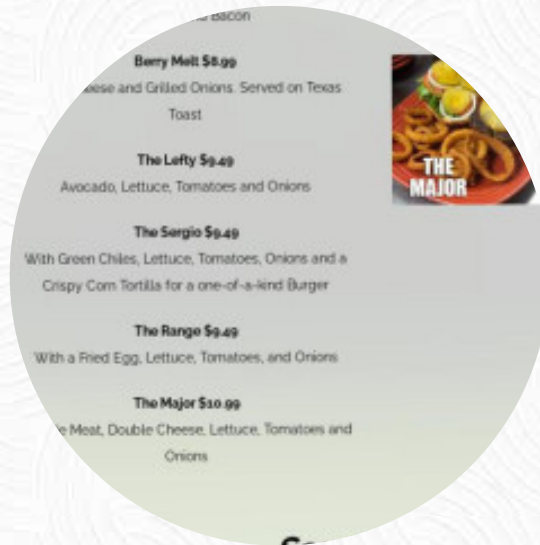 Bacon
Berry Melt $8.99
and Grilled Onions. Served on Texas
Toast
The Lefty $9.49
Avocado, Lettuce, Tomatoes and Onions
The Sergio $9.49
With Green Chiles, Lettuce, Tomatoes, Onions and a
Crispy Corn Tortilla for a one-of-a-kind Burger
The Range $9.49
With a Fried Egg, Lettuce, Tomatoes, and Onions
The Major $10.99
Meat, Double Cheese, Lettuce, Tomatoes and
Onions
THE
MAJOR